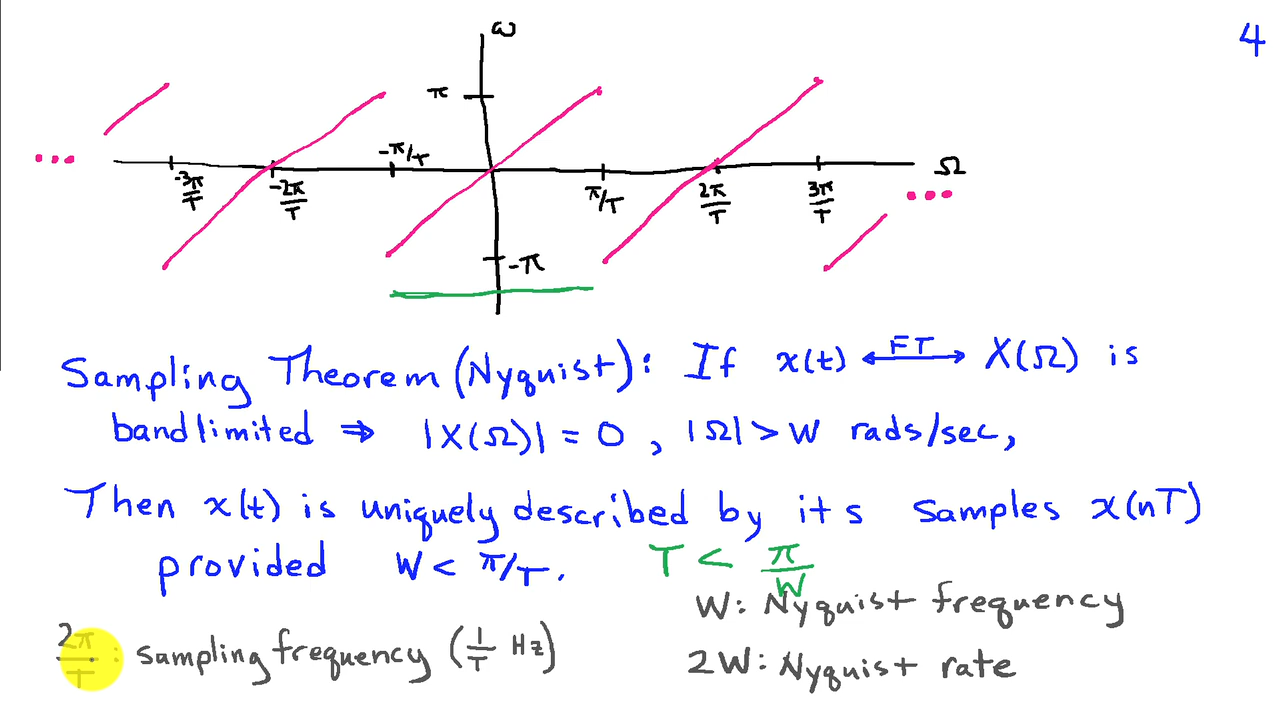 4
ω
π
-π/T
Ω
-3π/T
-2π/T
π/T
2π/T
3π/T
-π
Sampling Theorem (Nyquist): If x(t) ⟷ FT X(Ω) is
bandlimited ⇒ |X(Ω)| = 0, |Ω| > W rads/sec,
Then x(t) is uniquely described by its samples x(nT)
provided W < π/T. T < π/W
W: Nyquist frequency
2π/T : sampling frequency (1/T Hz)
2W: Nyquist rate